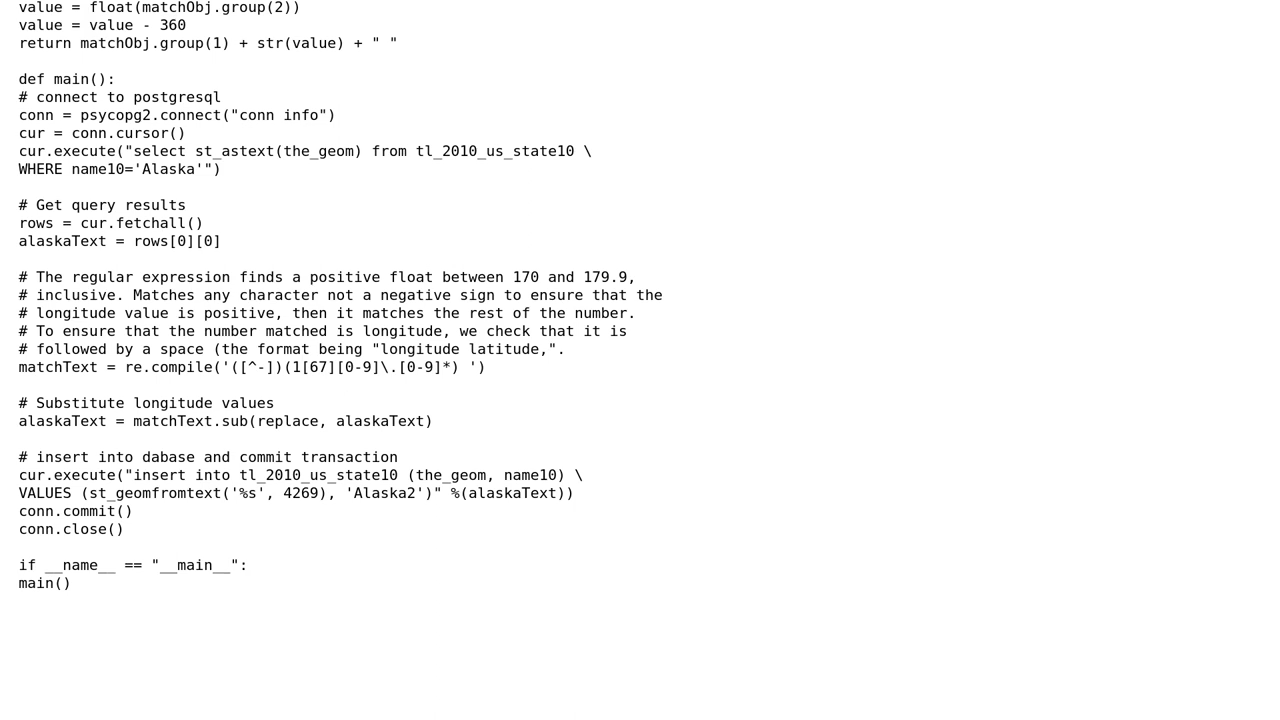 value = float(matchObj.group(2))
value = value - 360
return matchObj.group(1) + str(value) + " "
def main():
# connect to postgresql
conn = psycopg2.connect("conn info")
cur = conn.cursor()
cur.execute("select st_astext(the_geom) from tl_2010_us_state10 \
WHERE name10='Alaska'")
# Get query results
rows = cur.fetchall()
alaskaText = rows[0][0]
# The regular expression finds a positive float between 170 and 179.9,
# inclusive. Matches any character not a negative sign to ensure that the
# longitude value is positive, then it matches the rest of the number.
# To ensure that the number matched is longitude, we check that it is
# followed by a space (the format being "longitude latitude,".
matchText = re.compile('([^-])(1[67][0-9]\.[0-9]*) ')
# Substitute longitude values
alaskaText = matchText.sub(replace, alaskaText)
# insert into dabase and commit transaction
cur.execute("insert into tl_2010_us_state10 (the_geom, name10) \
VALUES (st_geomfromtext('%s', 4269), 'Alaska2')" %(alaskaText))
conn.commit()
conn.close()
if __name__ == "__main__":
main()